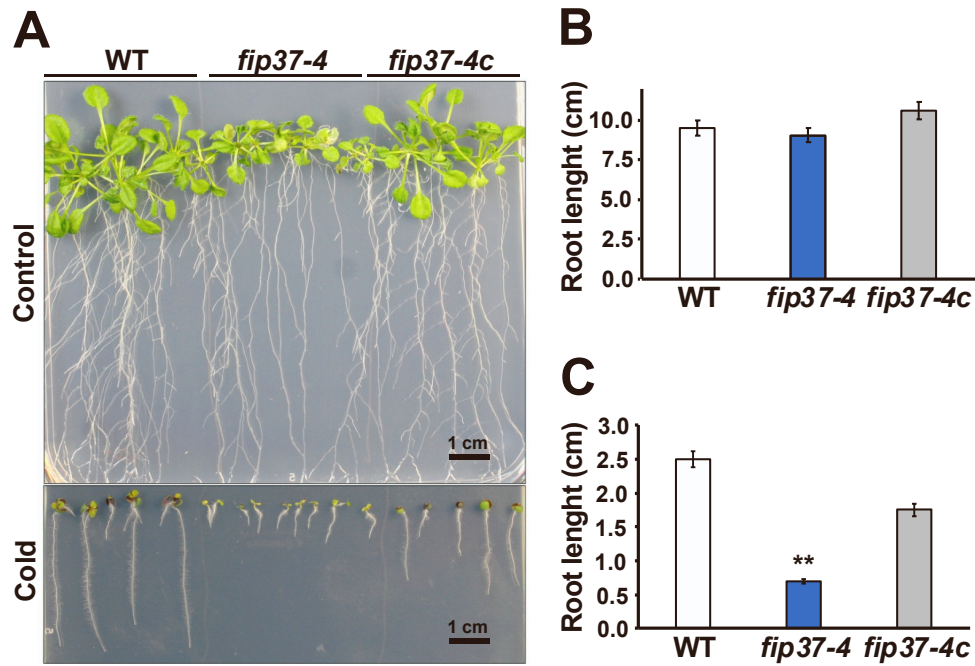 A
WT fip37-4 fip37-4c
Control
1 cm
Cold
1 cm
B
Root lenght (cm)
10.0
7.5
5.0
2.5
0.0
WT fip37-4 fip37-4c
C
Root lenght (cm)
3.0
2.5
2.0
1.5
1.0
0.5
0.0
**
WT fip37-4 fip37-4c